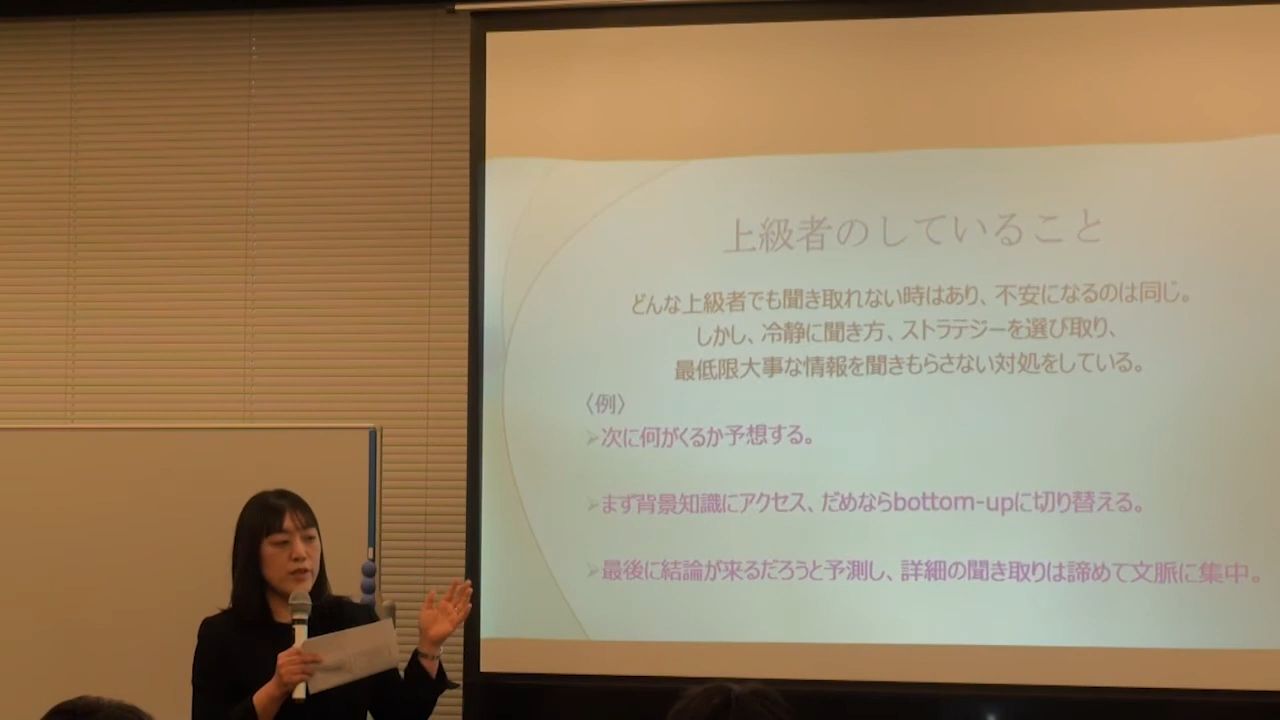 上級者のしていること
どんな上級者でも聞き取れない時はあり、不安になるのは同じ。
しかし、冷静に聞き方、ストラテジーを選び取り、
最低限大事な情報を聞きもらさない対処をしている。
〈例〉
➢次に何がくるか予想する。
➢まず背景知識にアクセス、だめならbottom-upに切り替える。
➢最後に結論が来るだろうと予測し、詳細の聞き取りは諦めて文脈に集中。